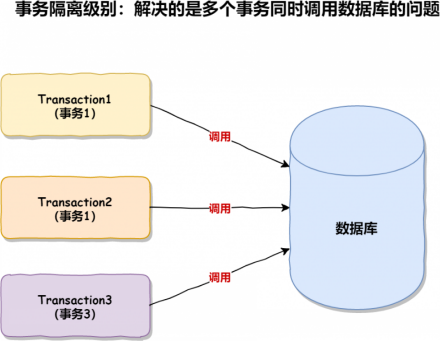 事务隔离级别：解决的是多个事务同时调用数据库的问题
Transaction1
(事务1)
调用
Transaction2
(事务1)
调用
数据库
Transaction3
(事务3)
调用